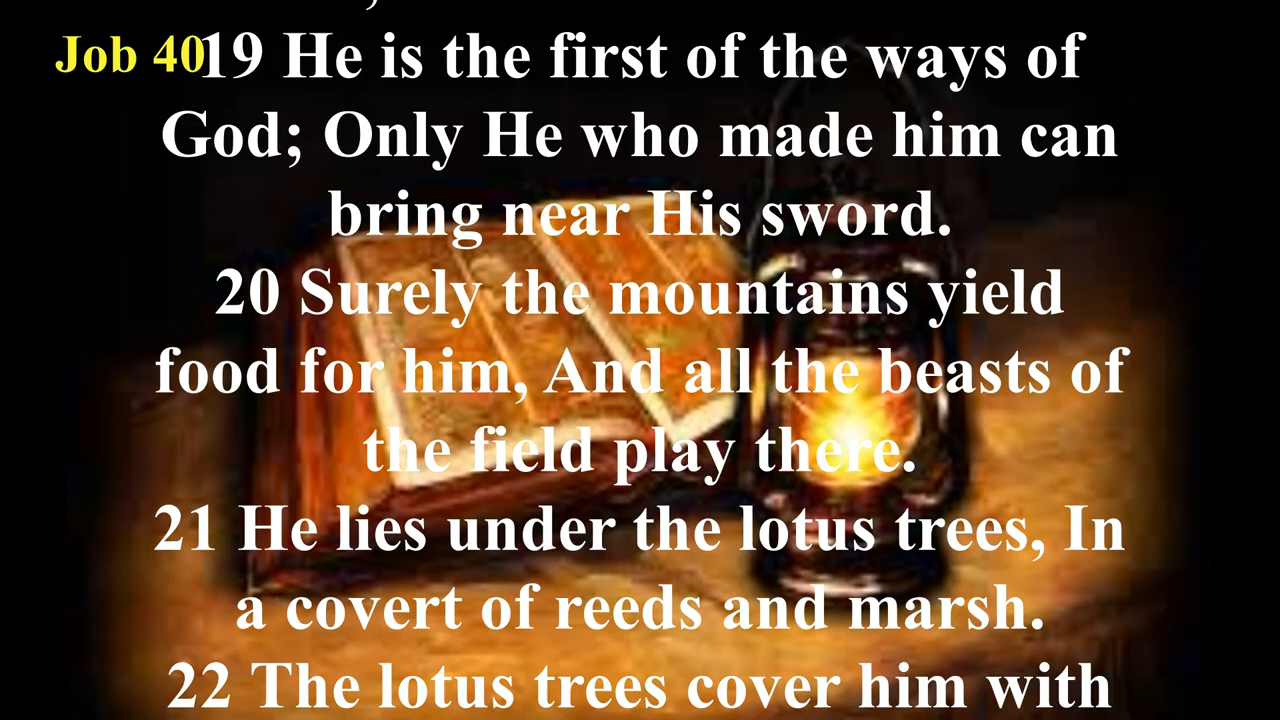 Job 40
19 He is the first of the ways of
God; Only He who made him can
bring near His sword.
20 Surely the mountains yield
food for him, And all the beasts of
the field play there.
21 He lies under the lotus trees, In
a covert of reeds and marsh.
22 The lotus trees cover him with